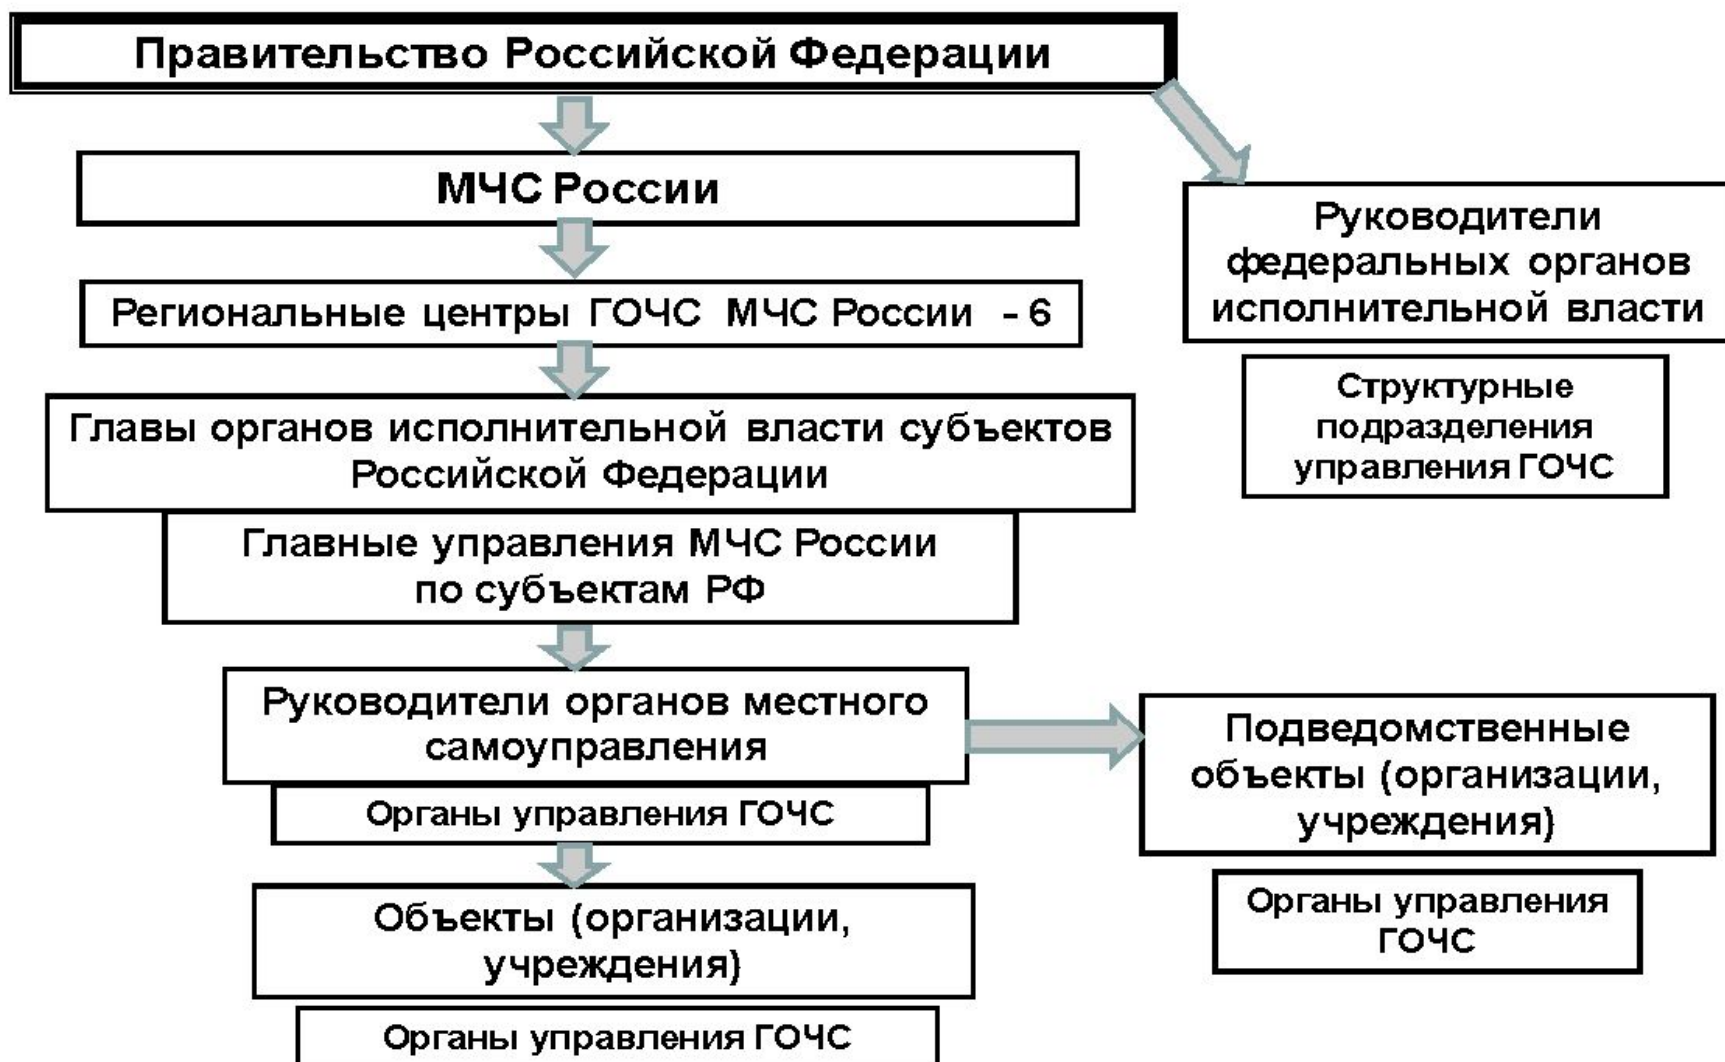 Правительство Российской Федерации
МЧС России
Региональные центры ГОЧС МЧС России - 6
Главы органов исполнительной власти субъектов
Российской Федерации
Главные управления МЧС России
по субъектам РФ
Руководители органов местного
самоуправления
Органы управления ГОЧС
Объекты (организации,
учреждения)
Органы управления ГОЧС
Руководители
федеральных органов
исполнительной власти
Структурные
подразделения
управления ГОЧС
Подведомственные
объекты (организации,
учреждения)
Органы управления
ГОЧС